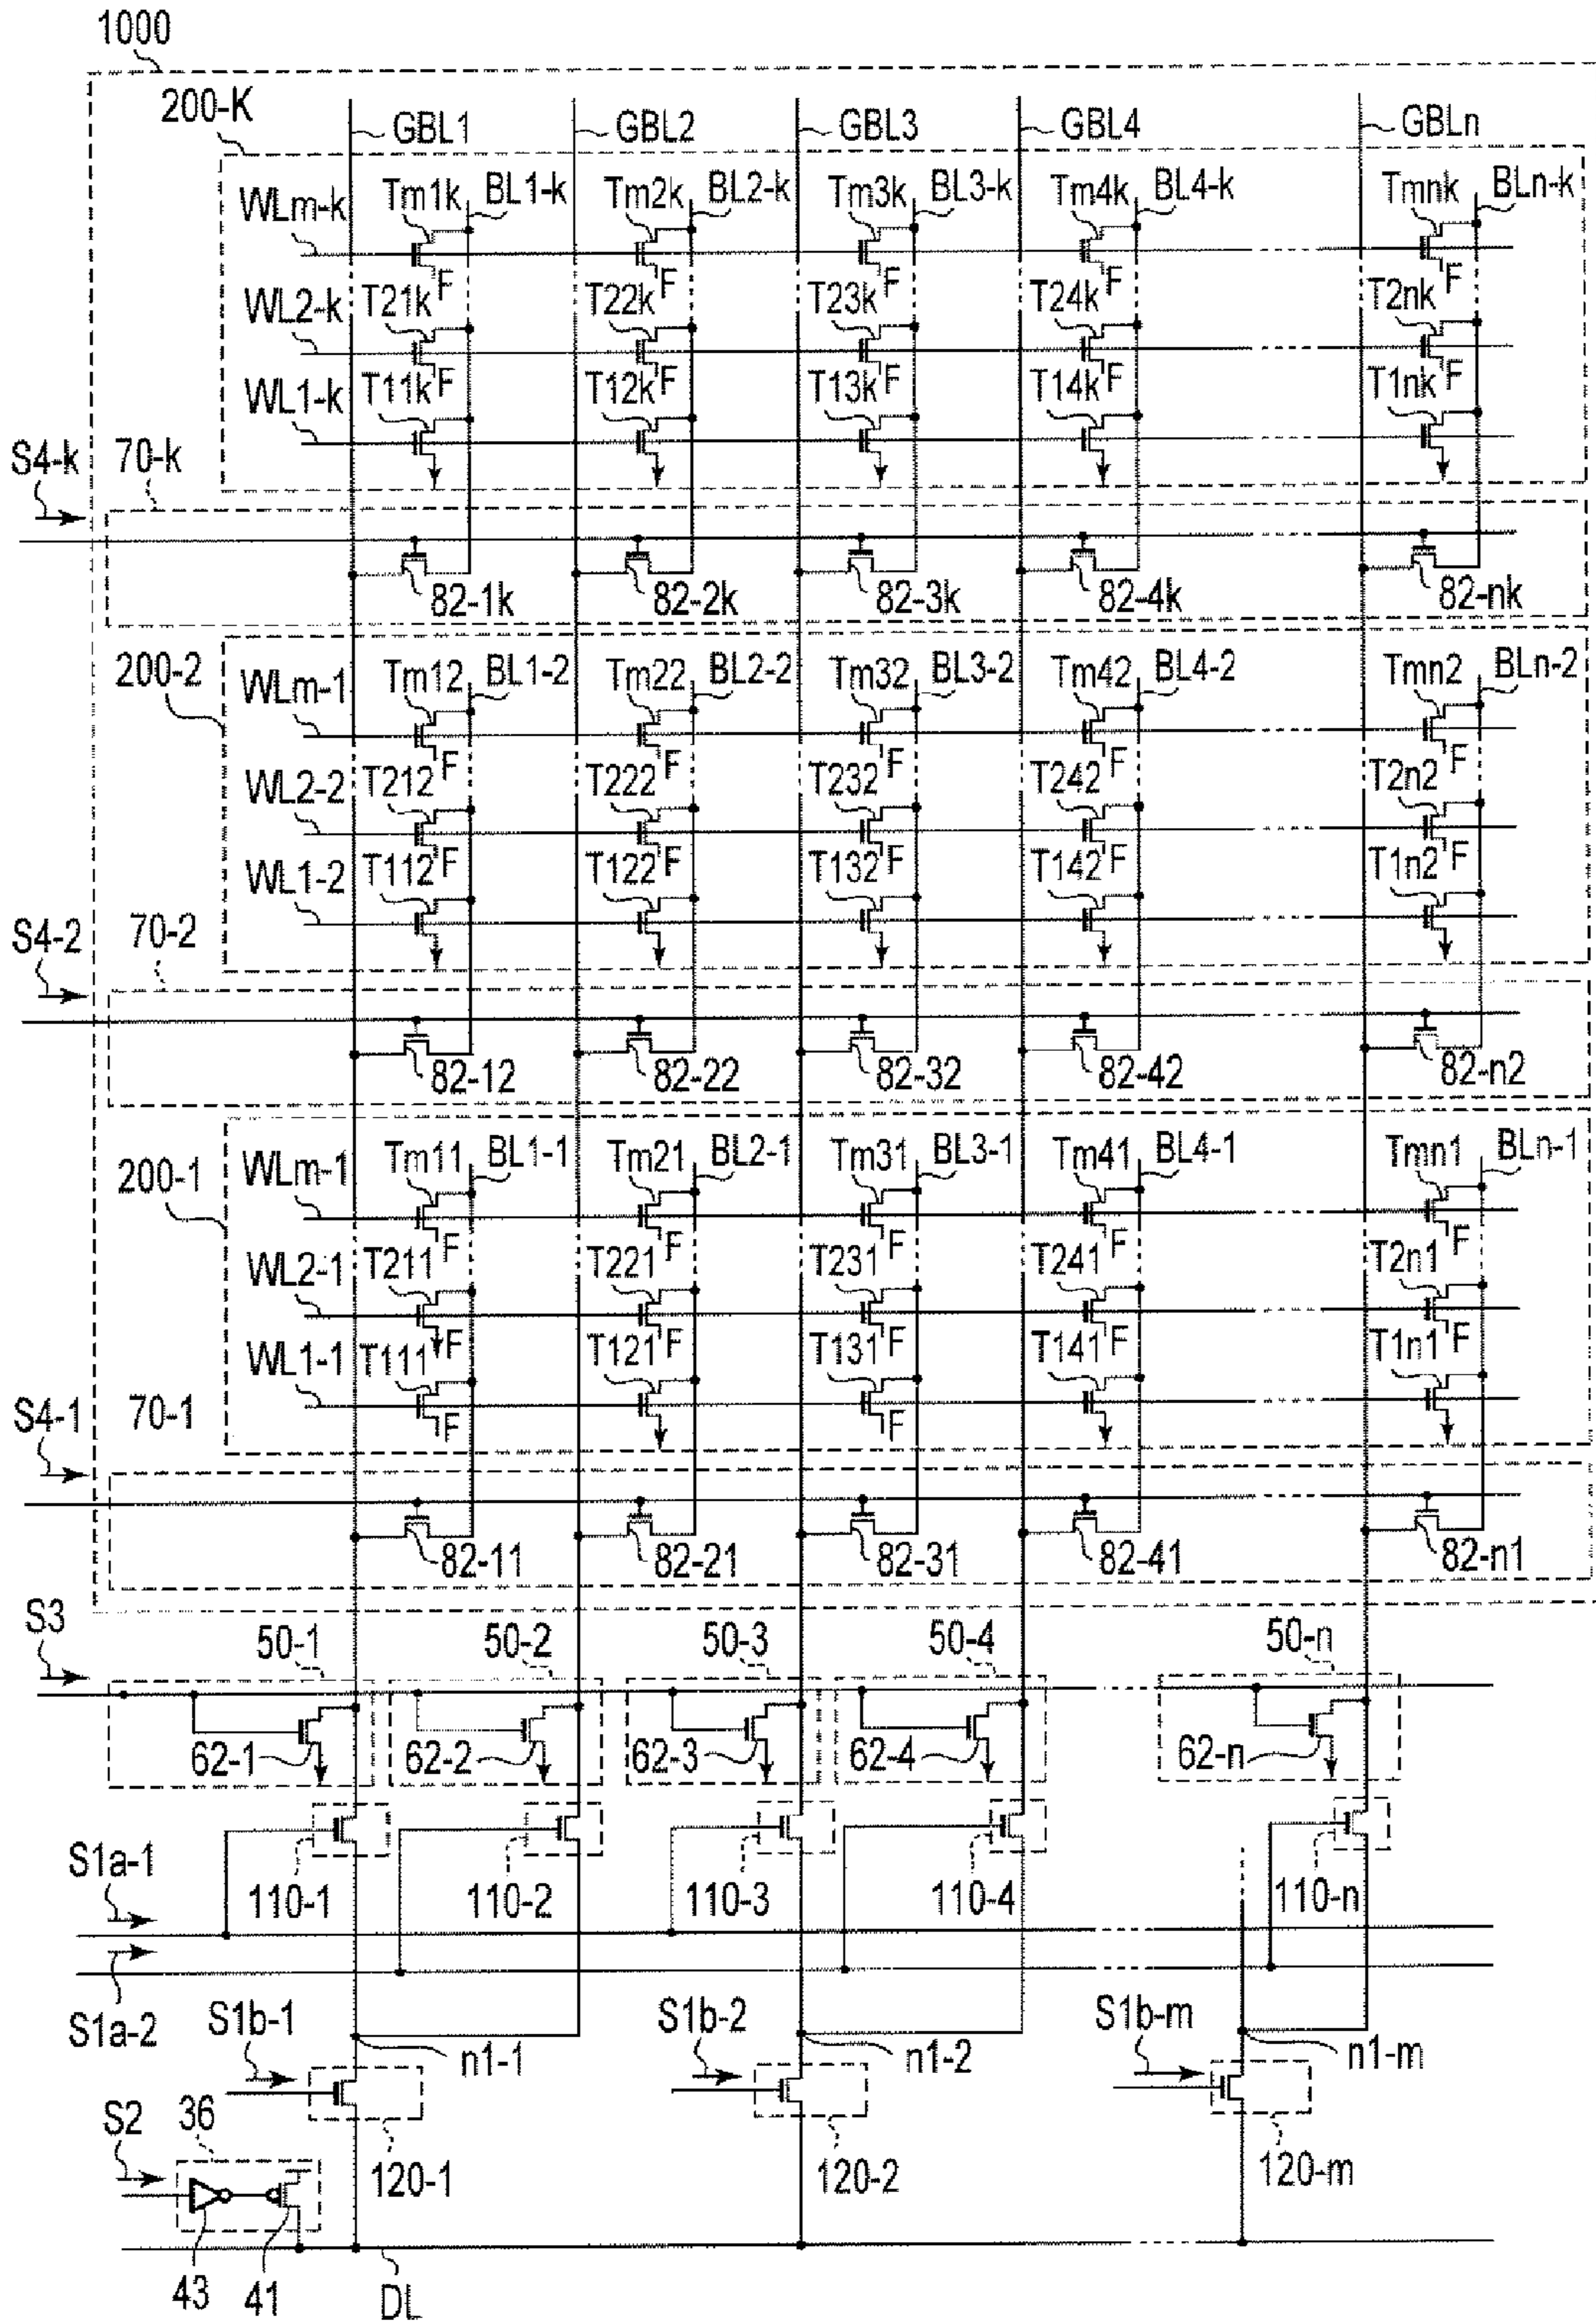 1000
200-K
GBL1 GBL2 GBL3 GBL4 GBLn
WLm-k Tm1k BL1-k Tm2k BL2-k Tm3k BL3-k Tm4k BL4-k Tmnk BLn-k
F F F F F
WL2-k T21k T22k T23k T24k T2nk
F F F F F
WL1-k T11k T12k T13k T14k T1nk
S4-k 70-k
82-1k 82-2k 82-3k 82-4k 82-nk
200-2 WLm-1 Tm12 BL1-2 Tm22 BL2-2 Tm32 BL3-2 Tm42 BL4-2 Tmn2 BLn-2
F F F F F
WL2-2 T212 T222 T232 T242 T2n2
F F F F F
WL1-2 T112 T122 T132 T142 T1n2
S4-2 70-2
82-12 82-22 82-32 82-42 82-n2
200-1 WLm-1 Tm11 BL1-1 Tm21 BL2-1 Tm31 BL3-1 Tm41 BL4-1 Tmn1 BLn-1
F F F F F
WL2-1 T211 T221 T231 T241 T2n1
F F F F F
WL1-1 T111 T121 T131 T141 T1n1
F F
S4-1 70-1
82-11 82-21 82-31 82-41 82-n1
S3 50-1 50-2 50-3 50-4 50-n
62-1 62-2 62-3 62-4 62-n
S1a-1 110-1 110-2 110-3 110-4 110-n
S1a-2 S1b-1 n1-1 S1b-2 n1-2 S1b-m n1-m
S2 36 120-1 120-2 120-m
43 41 DL